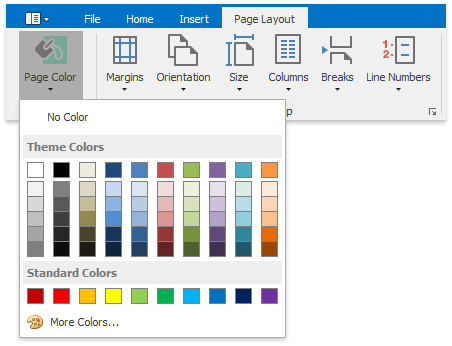 File Home Insert Page Layout
Page Color Margins Orientation Size Columns Breaks Line Numbers
No Color
Theme Colors
Standard Colors
More Colors...